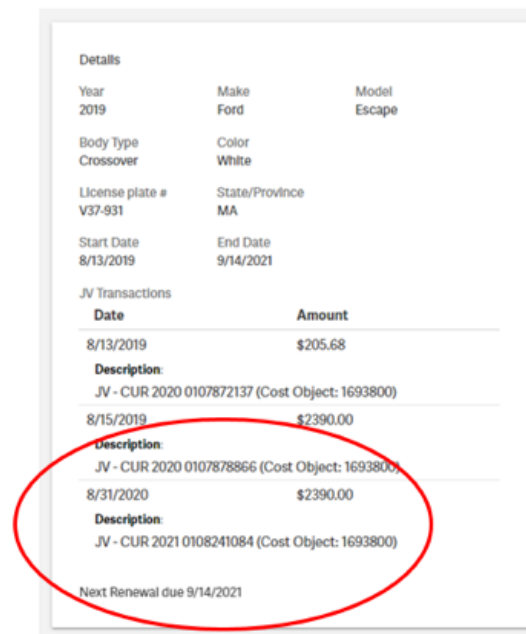 Details
Year Make Model
2019 Ford Escape
Body Type Color
Crossover White
License plate # State/Province
V37-931 MA
Start Date End Date
8/13/2019 9/14/2021
JV Transactions
Date Amount
8/13/2019 $205.68
Description:
JV - CUR 2020 0107872137 (Cost Object: 1693800)
8/15/2019 $2390.00
Description:
JV - CUR 2020 0107878866 (Cost Object: 1693800)
8/31/2020 $2390.00
Description:
JV - CUR 2021 0108241084 (Cost Object: 1693800)
Next Renewal due 9/14/2021